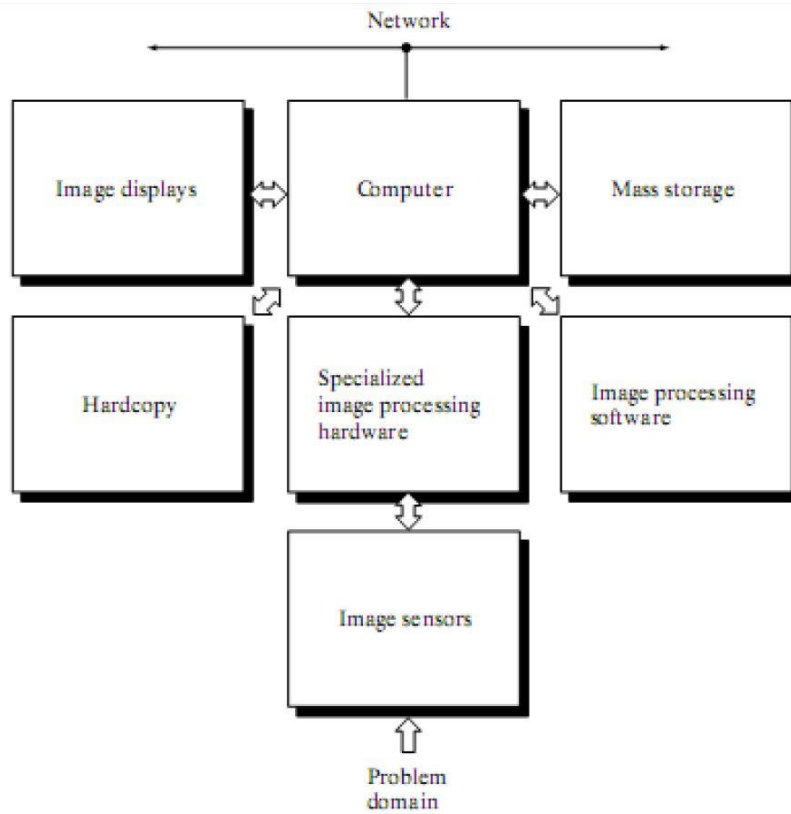 Network
Image displays
Computer
Mass storage
Hardcopy
Specialized
image processing
hardware
Image processing
software
Image sensors
Problem
domain